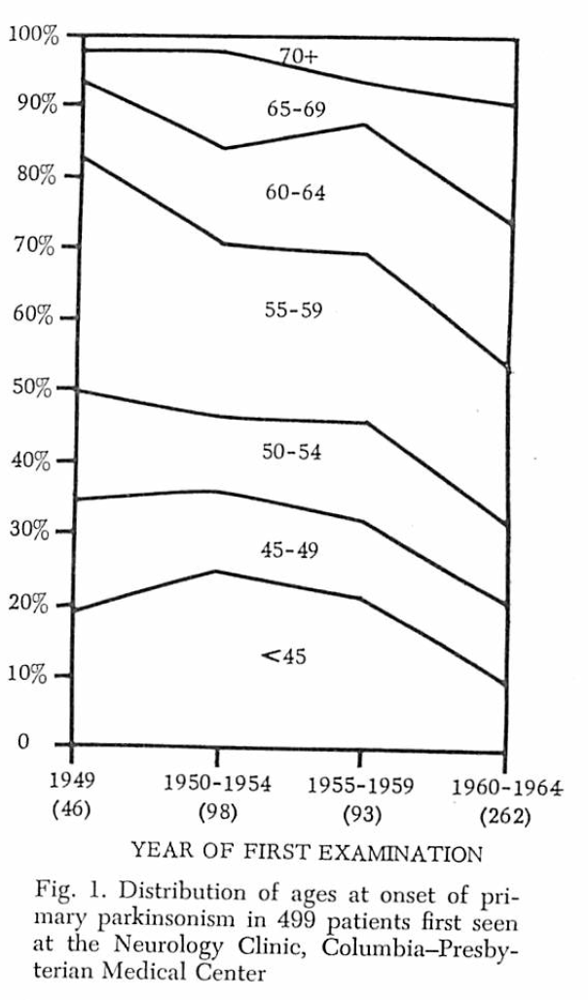 100%
70+
90%
65-69
80%
60-64
70%
60%
55-59
50%
50-54
40%
30%
45-49
20%
<45
10%
0
1949 1950-1954 1955-1959 1960-1964
(46) (98) (93) (262)
YEAR OF FIRST EXAMINATION
Fig. 1. Distribution of ages at onset of pri-
mary parkinsonism in 499 patients first seen
at the Neurology Clinic, Columbia–Presby-
terian Medical Center